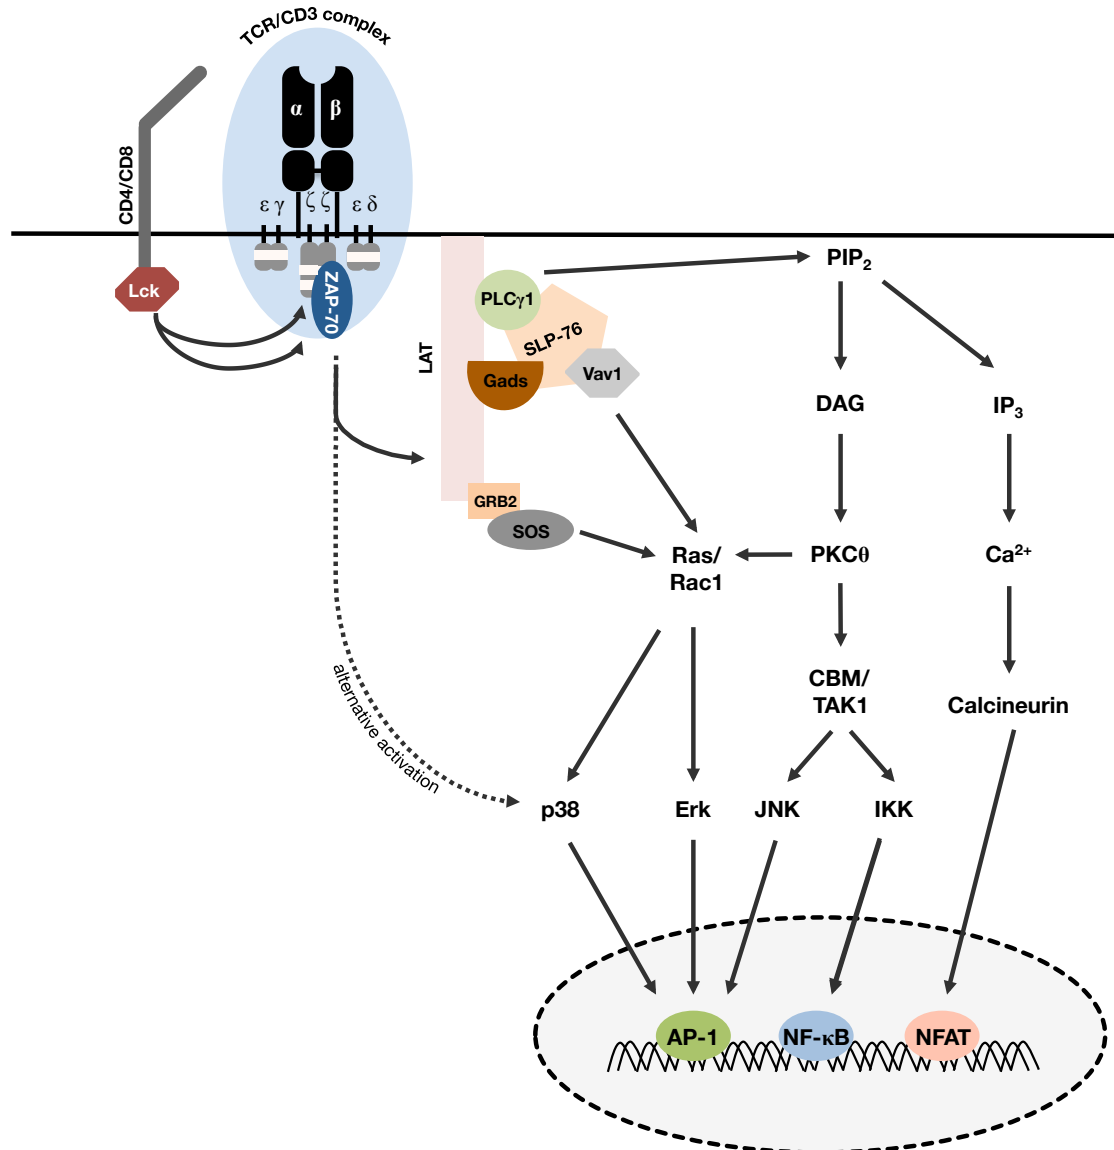 TCR/CD3 complex
α
β
CD4/CD8
ε γ
ζ ζ
ε δ
Lck
ZAP-70
LAT
PLCγ1
SLP-76
Gads
Vav1
GRB2
SOS
PIP₂
DAG
IP₃
Ras/
Rac1
PKCθ
Ca²⁺
CBM/
TAK1
Calcineurin
alternative activation
p38
Erk
JNK
IKK
AP-1
NF-κB
NFAT